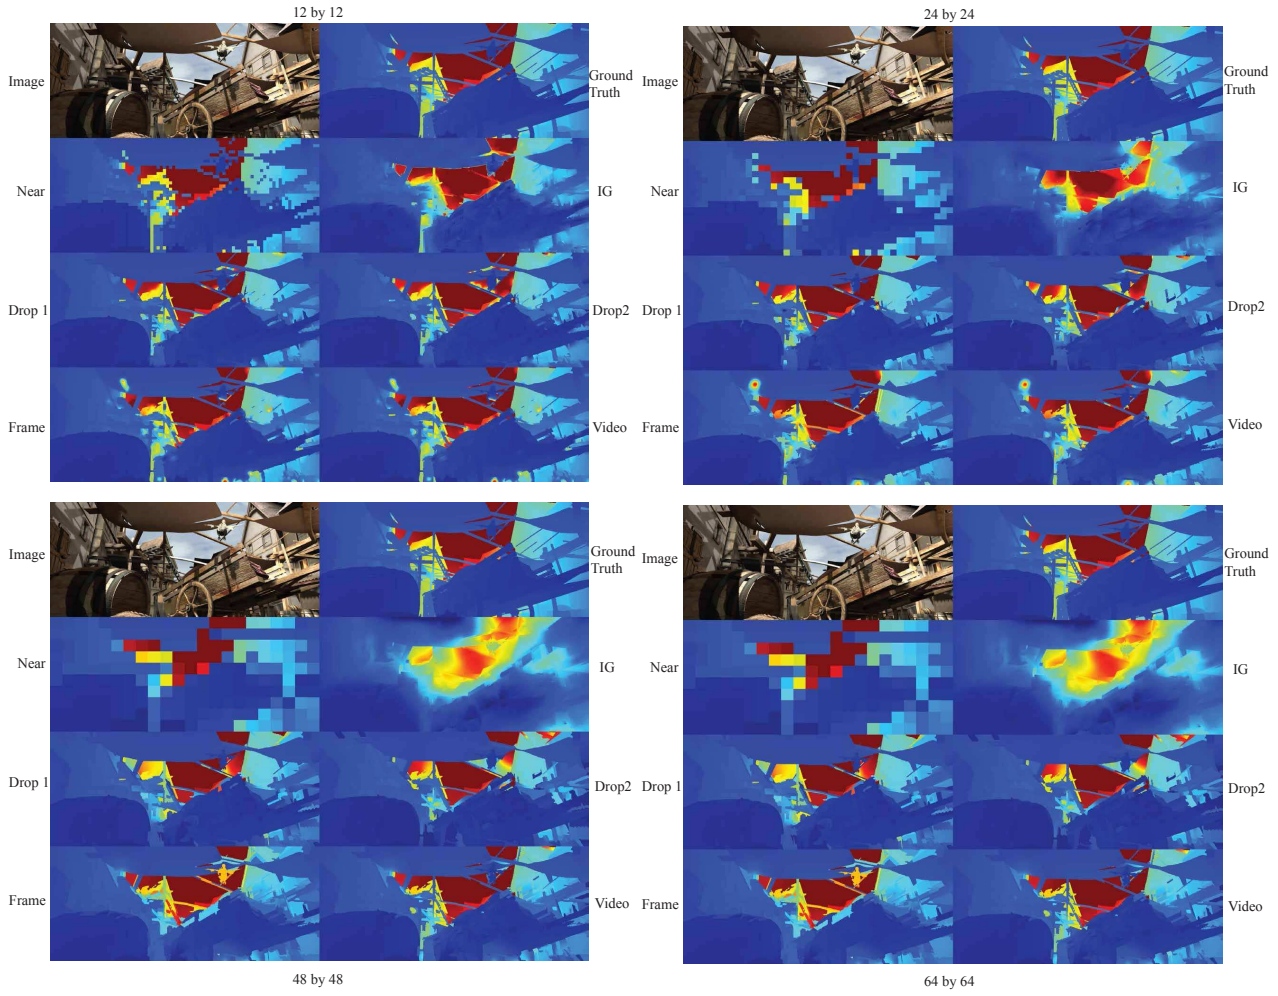 12 by 12
Image
Ground
Truth
Near
IG
Drop 1
Drop2
Frame
Video
24 by 24
Image
Ground
Truth
Near
IG
Drop 1
Drop2
Frame
Video
Image
Ground
Truth
Near
IG
Drop 1
Drop2
Frame
Video
48 by 48
Image
Ground
Truth
Near
IG
Drop 1
Drop2
Frame
Video
64 by 64